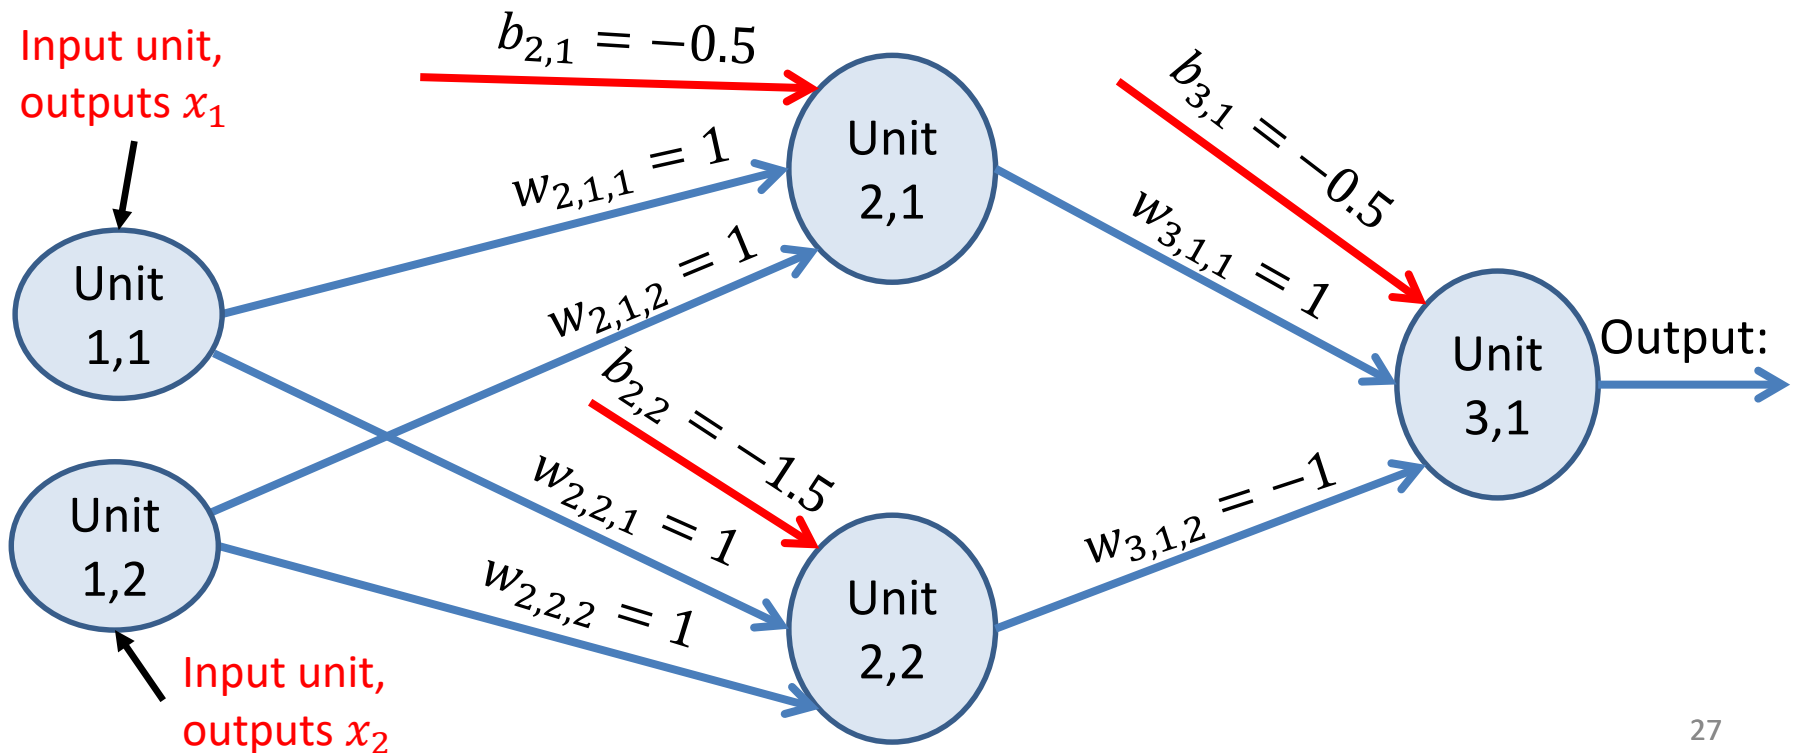 Input unit,
outputs x₁
b₂,₁ = −0.5
b₃,₁ = −0.5
Unit
2,1
w₂,₁,₁ = 1
w₃,₁,₁ = 1
Unit
1,1
w₂,₁,₂ = 1
Output:
Unit
3,1
b₂,₂ = −1.5
w₂,₂,₁ = 1
w₃,₁,₂ = −1
Unit
1,2
w₂,₂,₂ = 1
Unit
2,2
Input unit,
outputs x₂
27